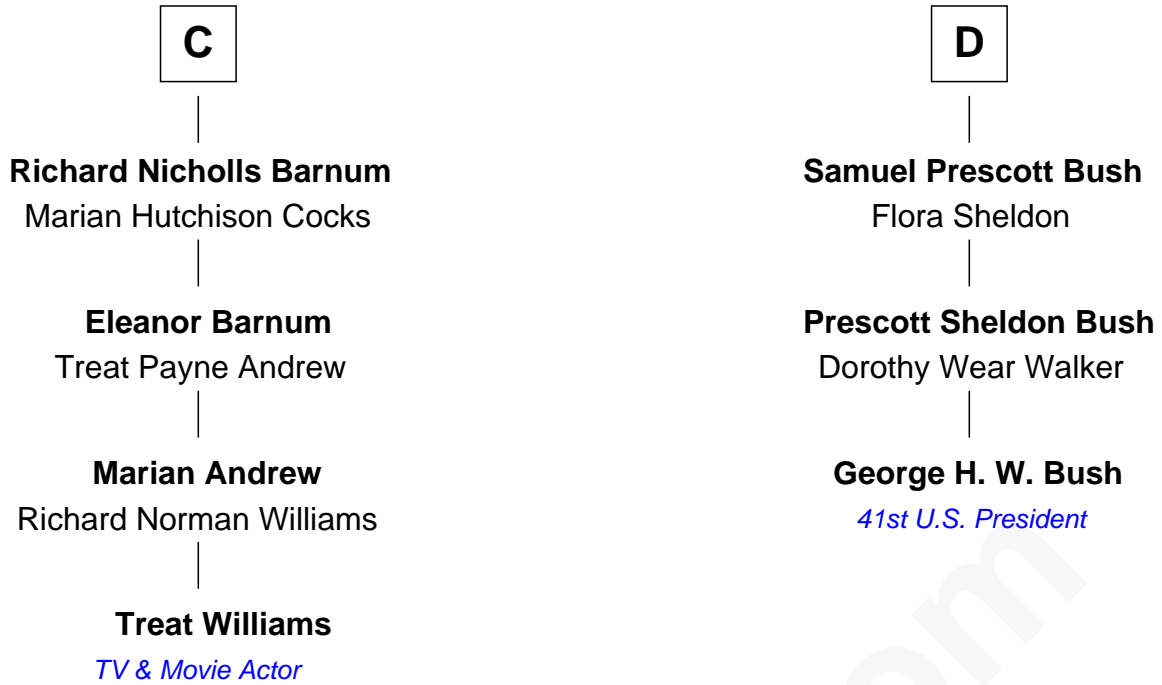 C
Richard Nicholls Barnum
Marian Hutchison Cocks
Eleanor Barnum
Treat Payne Andrew
Marian Andrew
Richard Norman Williams
Treat Williams
TV & Movie Actor
D
Samuel Prescott Bush
Flora Sheldon
Prescott Sheldon Bush
Dorothy Wear Walker
George H. W. Bush
41st U.S. President
om